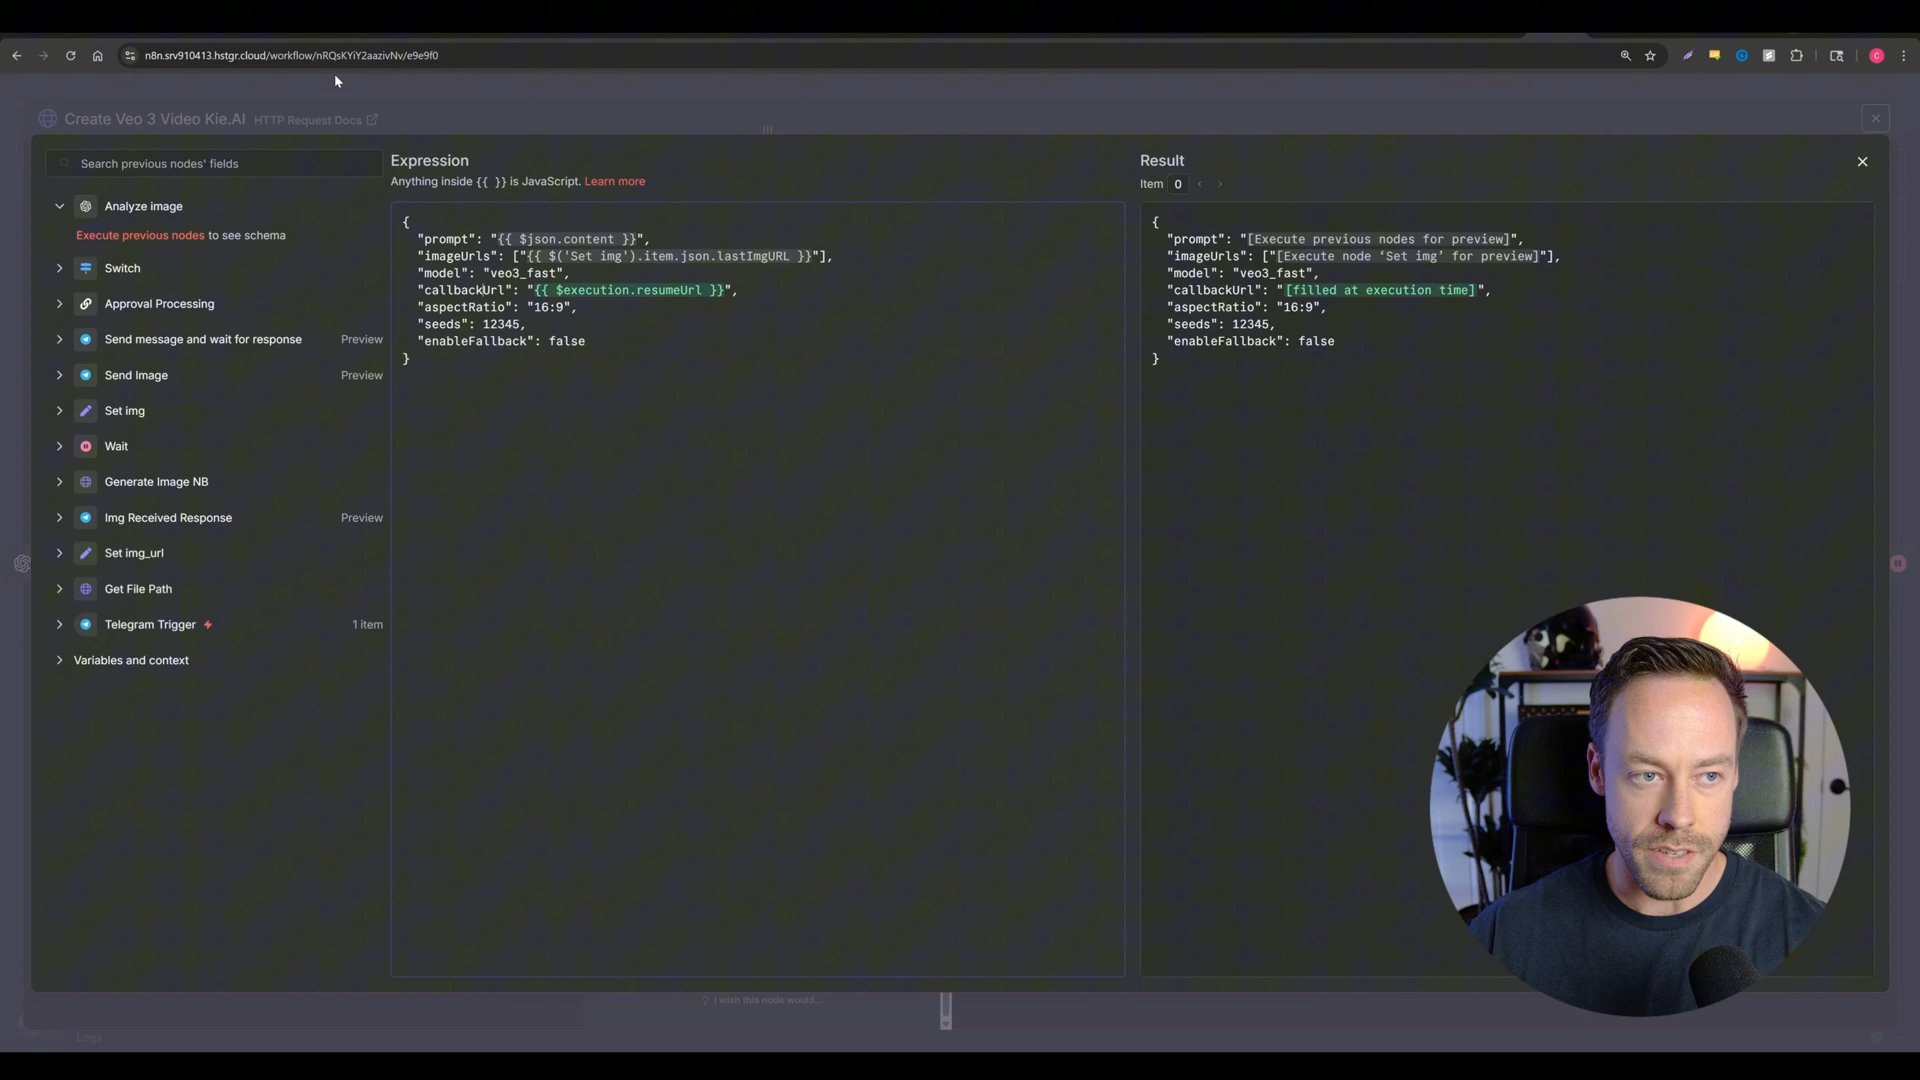 n8n.srv910413.hstgr.cloud/workflow/nRQsKYiY2aazivNv/e9e9f0
C
Create Veo 3 Video Kie.AI HTTP Request Docs
Search previous nodes' fields
Analyze image
Execute previous nodes to see schema
Switch
Approval Processing
Send message and wait for response Preview
Send Image Preview
Set img
Wait
Generate Image NB
Img Received Response Preview
Set img_url
Get File Path
Telegram Trigger 1 item
Variables and context
Expression
Anything inside {{ }} is JavaScript. Learn more
{
"prompt": "{{ $json.content }}",
"imageUrls": ["{{ $('Set img').item.json.lastImgURL }}"],
"model": "veo3_fast",
"callbackUrl": "{{ $execution.resumeUrl }}",
"aspectRatio": "16:9",
"seeds": 12345,
"enableFallback": false
}
Result
Item 0
{
"prompt": "[Execute previous nodes for preview]",
"imageUrls": ["[Execute node ‘Set img’ for preview]"],
"model": "veo3_fast",
"callbackUrl": "[filled at execution time]",
"aspectRatio": "16:9",
"seeds": 12345,
"enableFallback": false
}
I wish this node would...
Logs